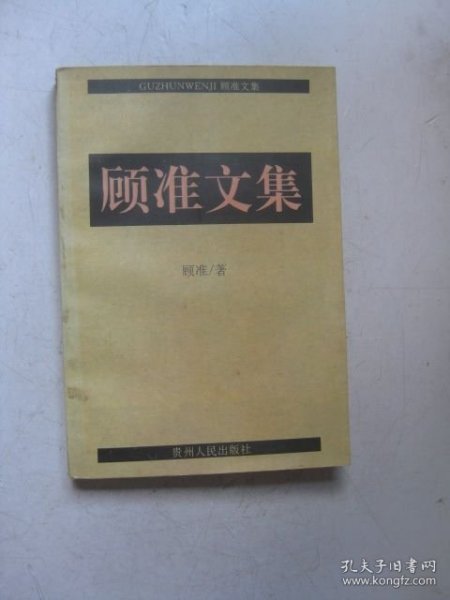 GUZHUNWENJI 顾准文集
顾准文集
顾准/著
贵州人民出版社
孔夫子旧书网
www.kongfz.com